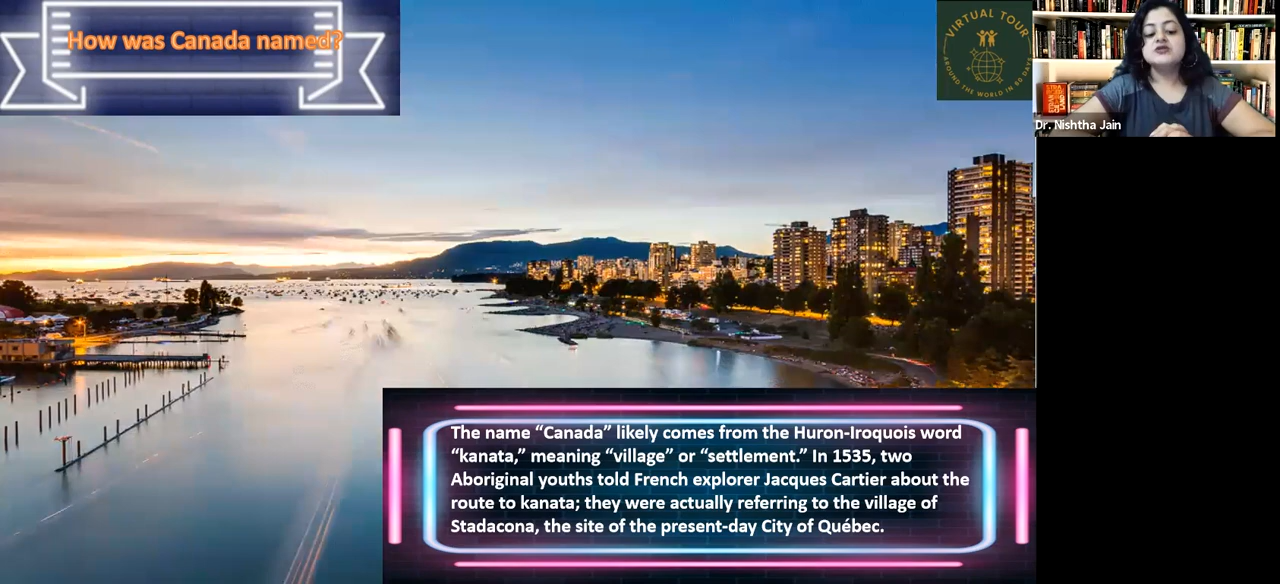 How was Canada named?
VIRTUAL TOUR
AROUND THE WORLD IN 80 DAYS
Dr. Nishtha Jain
The name “Canada” likely comes from the Huron-Iroquois word
“kanata,” meaning “village” or “settlement.” In 1535, two
Aboriginal youths told French explorer Jacques Cartier about the
route to kanata; they were actually referring to the village of
Stadacona, the site of the present-day City of Québec.